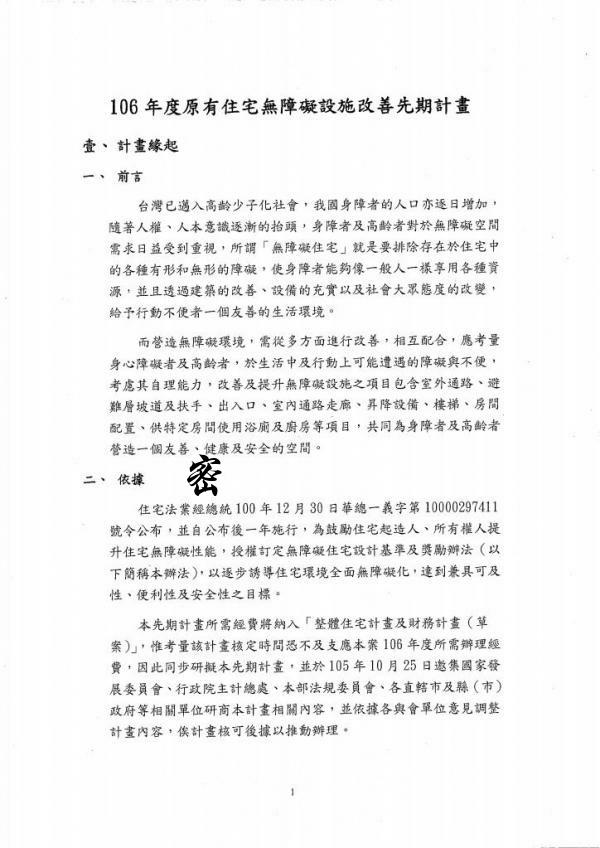 106 年度原有住宅無障礙設施改善先期計畫
壹、計畫緣起
一、 前言
台灣已邁入高齡少子化社會，我國身障者的人口亦逐日增加，
隨著人權、人本意識逐漸的抬頭，身障者及高齡者對於無障礙空間
需求日益受到重視，所謂「無障礙住宅」就是要排除存在於住宅中
的各種有形和無形的障礙，使身障者能夠像一般人一樣享用各種資
源，並且透過建築的改善、設備的充實以及社會大眾態度的改變，
給予行動不便者一個友善的生活環境。
而營造無障礙環境，需從多方面進行改善，相互配合，應考量
身心障礙者及高齡者，於生活中及行動上可能遭遇的障礙與不便，
考慮其自理能力，改善及提升無障礙設施之項目包含室外通路、避
難層坡道及扶手、出入口、室內通路走廊、昇降設備、樓梯、房間
配置、供特定房間使用浴廁及廚房等項目，共同為身障者及高齡者
營造一個友善、健康及安全的空間。
二、 依據
密
住宅法業經總統 100 年 12 月 30 日華總一義字第 10000297411
號令公布，並自公布後一年施行，為鼓勵住宅起造人、所有權人提
升住宅無障礙性能，授權訂定無障礙住宅設計基準及獎勵辦法（以
下簡稱本辦法），以逐步誘導住宅環境全面無障礙化，達到兼具可及
性、便利性及安全性之目標。
本先期計畫所需經費將納入「整體住宅計畫及財務計畫（草
案）」，惟考量該計畫核定時間恐不及支應本案 106 年度所需辦理經
費，因此同步研擬本先期計畫，並於 105 年 10 月 25 日邀集國家發
展委員會、行政院主計總處、本部法規委員會、各直轄市及縣（市）
政府等相關單位研商本計畫相關內容，並依據各與會單位意見調整
計畫內容，俟計畫核可後據以推動辦理。
1